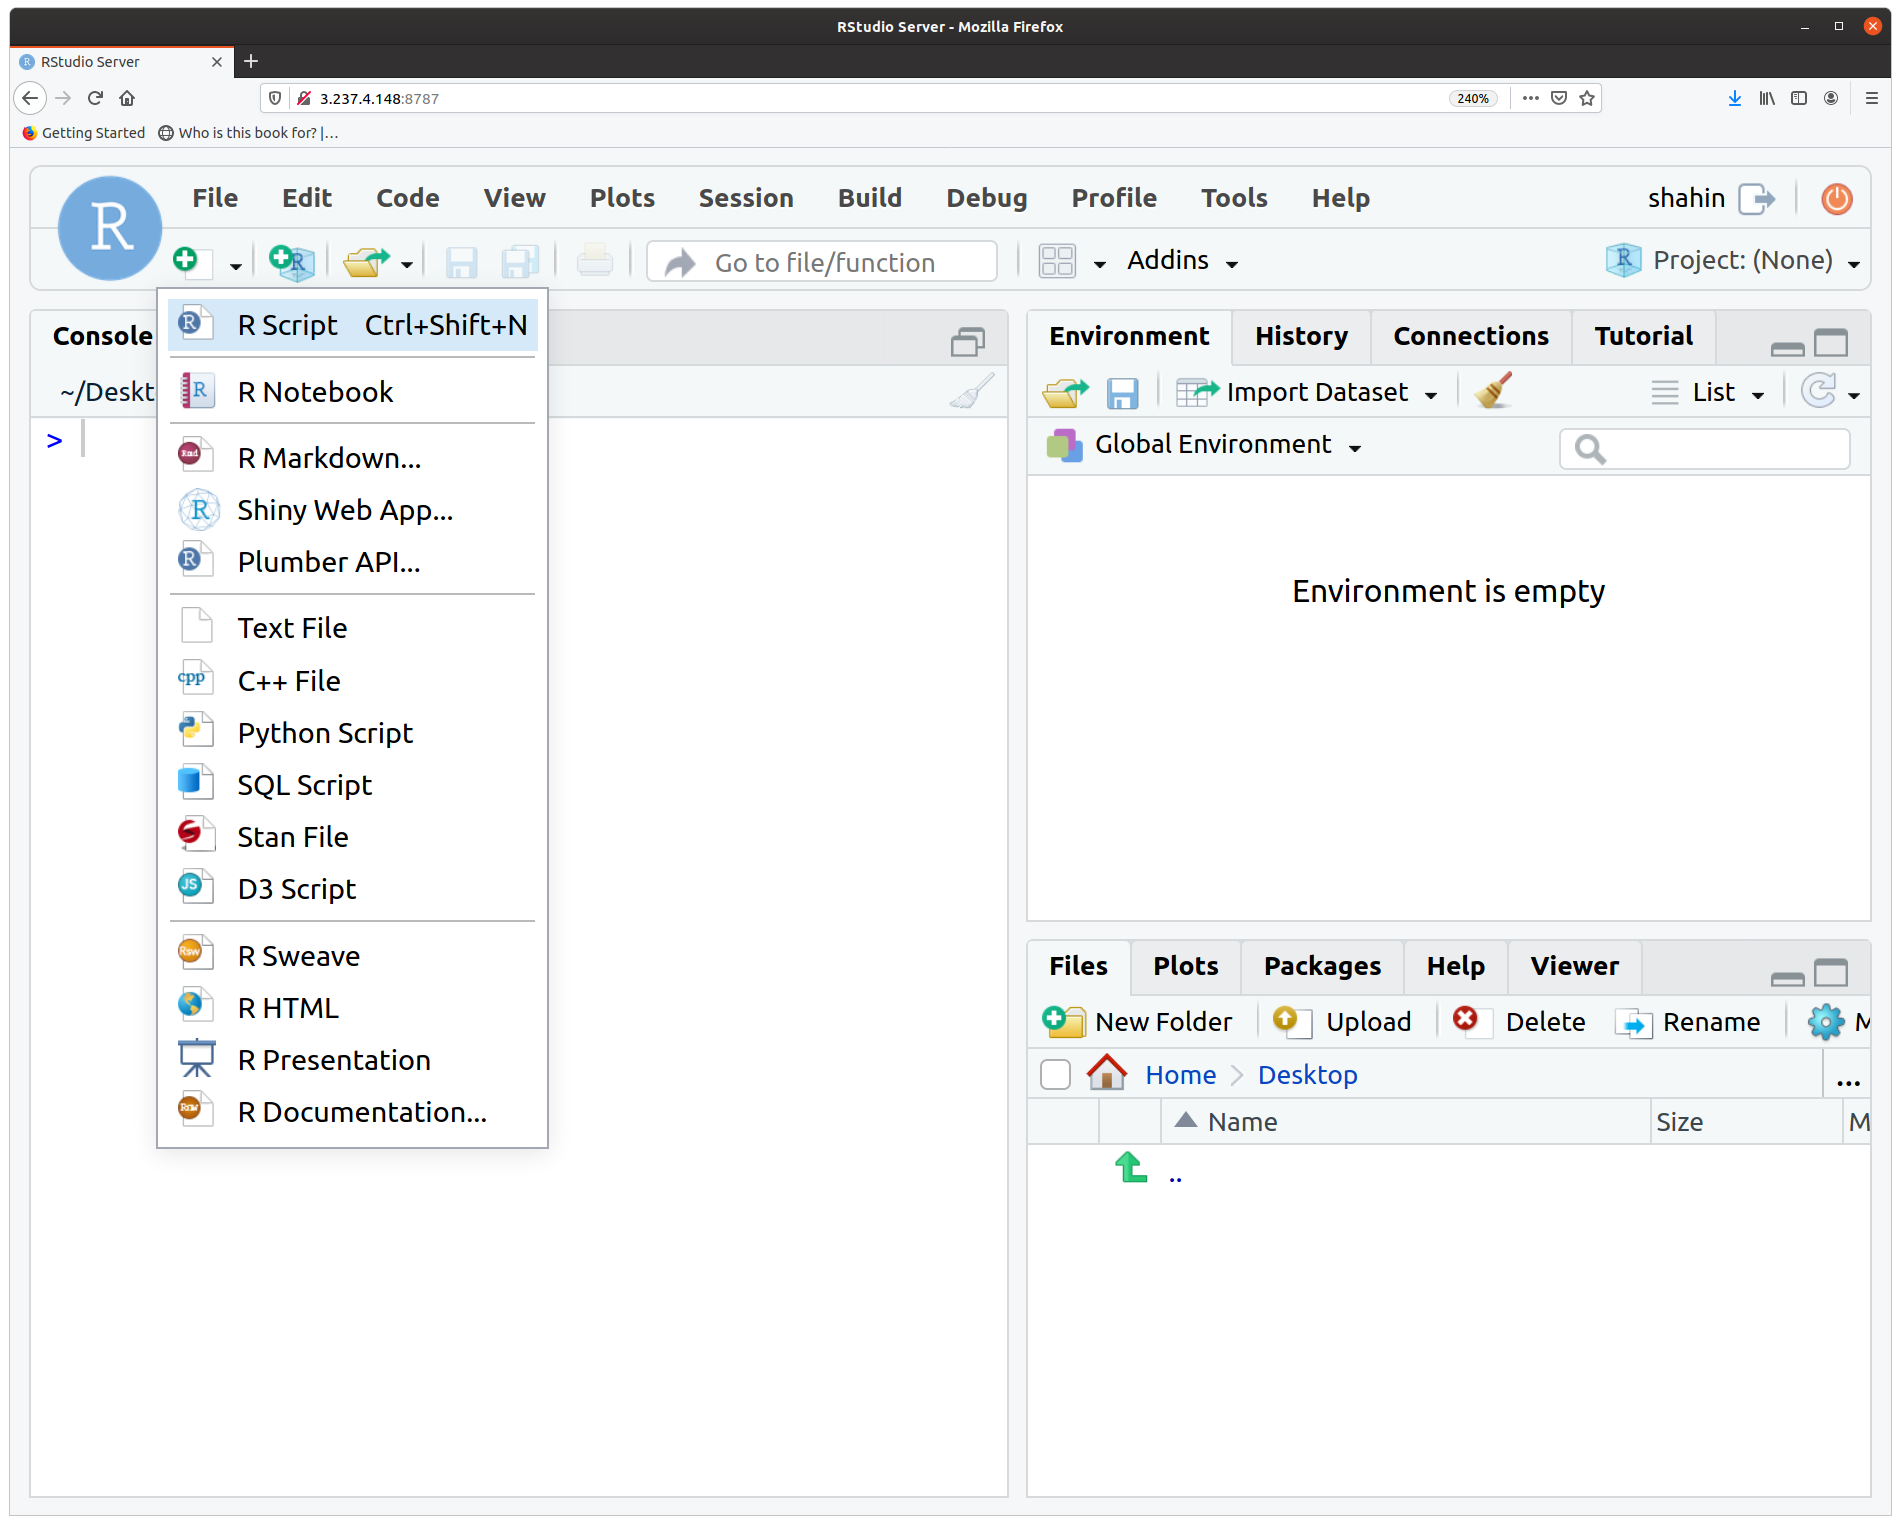 RStudio Server - Mozilla Firefox
RStudio Server
3.237.4.148:8787
240%
Getting Started
Who is this book for? |...
R
File Edit Code View Plots Session Build Debug Profile Tools Help
shahin
Go to file/function
Addins
Project: (None)
Console
~/Deskt
>
R Script Ctrl+Shift+N
R Notebook
R Markdown...
Shiny Web App...
Plumber API...
Text File
C++ File
Python Script
SQL Script
Stan File
D3 Script
R Sweave
R HTML
R Presentation
R Documentation...
Environment History Connections Tutorial
Import Dataset
List
Global Environment
Environment is empty
Files Plots Packages Help Viewer
New Folder Upload Delete Rename M
Home Desktop
...
Name Size M
..